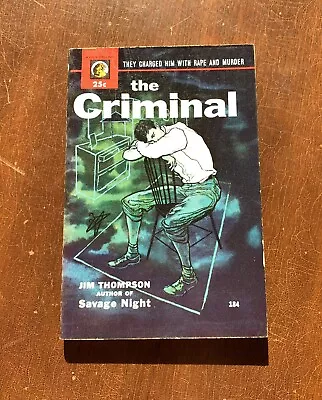 25¢
THEY CHARGED HIM WITH RAPE AND MURDER
the
Criminal
JIM THOMPSON
AUTHOR OF
Savage Night
184